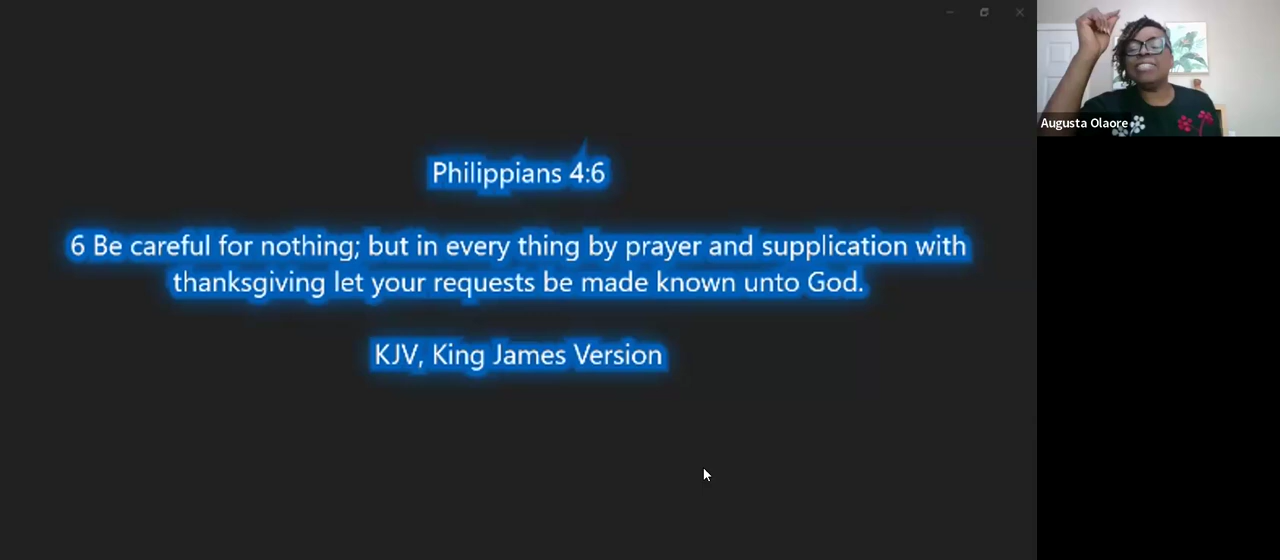 Philippians 4:6
6 Be careful for nothing; but in every thing by prayer and supplication with
thanksgiving let your requests be made known unto God.
KJV, King James Version
Augusta Olaore